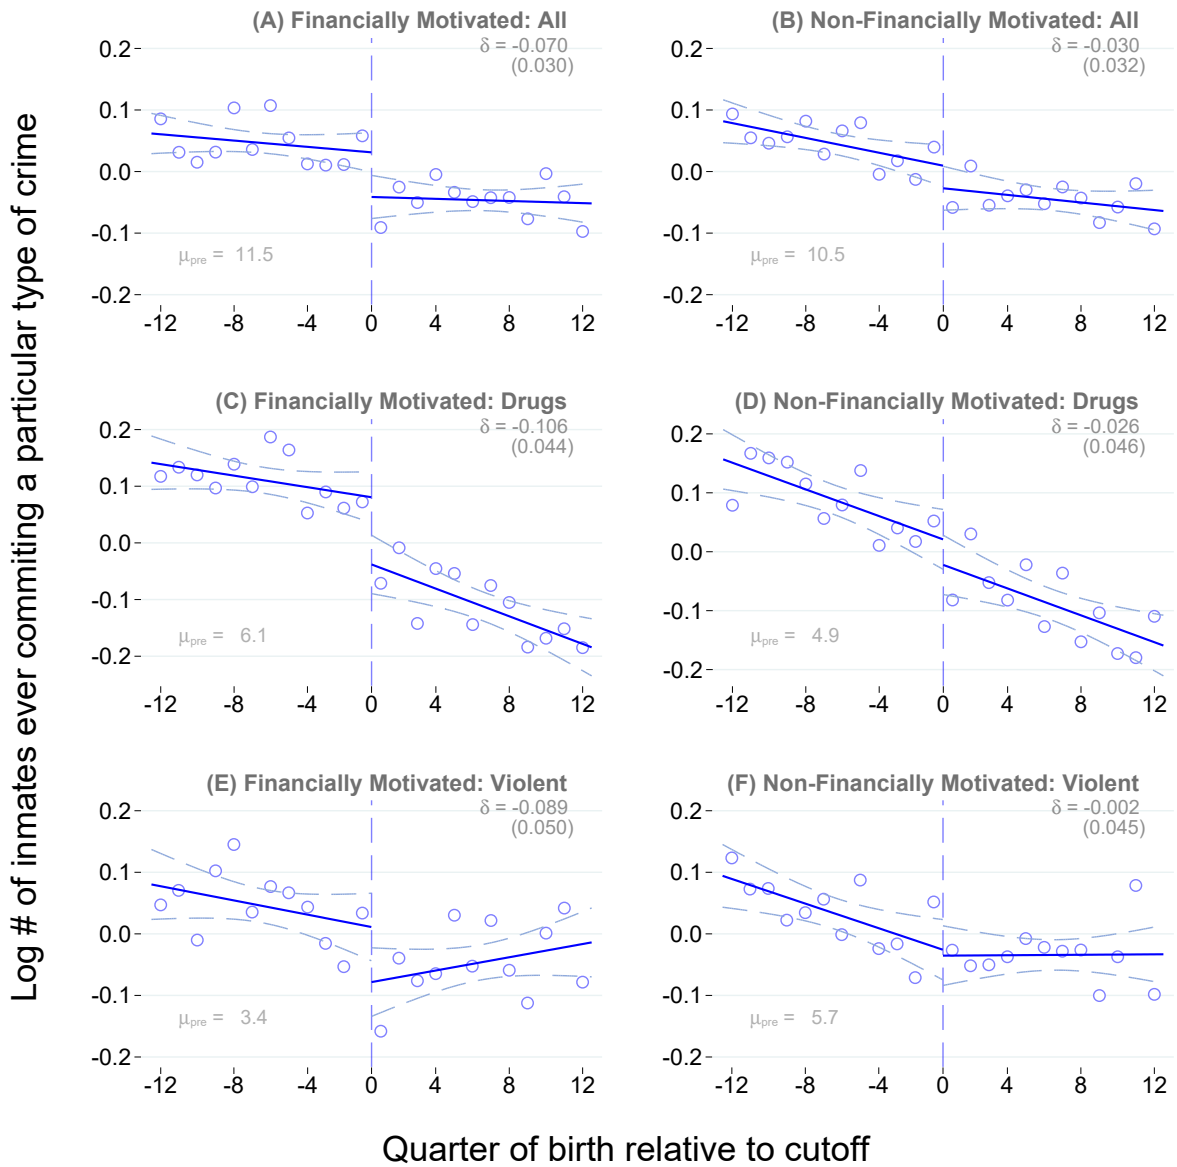 Log # of inmates ever commiting a particular type of crime
(A) Financially Motivated: All
δ = -0.070
(0.030)
0.2
0.1
0.0
-0.1
-0.2
μpre = 11.5
-12 -8 -4 0 4 8 12
(B) Non-Financially Motivated: All
δ = -0.030
(0.032)
0.2
0.1
0.0
-0.1
-0.2
μpre = 10.5
-12 -8 -4 0 4 8 12
(C) Financially Motivated: Drugs
δ = -0.106
(0.044)
0.2
0.1
0.0
-0.1
-0.2
μpre = 6.1
-12 -8 -4 0 4 8 12
(D) Non-Financially Motivated: Drugs
δ = -0.026
(0.046)
0.2
0.1
0.0
-0.1
-0.2
μpre = 4.9
-12 -8 -4 0 4 8 12
(E) Financially Motivated: Violent
δ = -0.089
(0.050)
0.2
0.1
0.0
-0.1
-0.2
μpre = 3.4
-12 -8 -4 0 4 8 12
(F) Non-Financially Motivated: Violent
δ = -0.002
(0.045)
0.2
0.1
0.0
-0.1
-0.2
μpre = 5.7
-12 -8 -4 0 4 8 12
Quarter of birth relative to cutoff